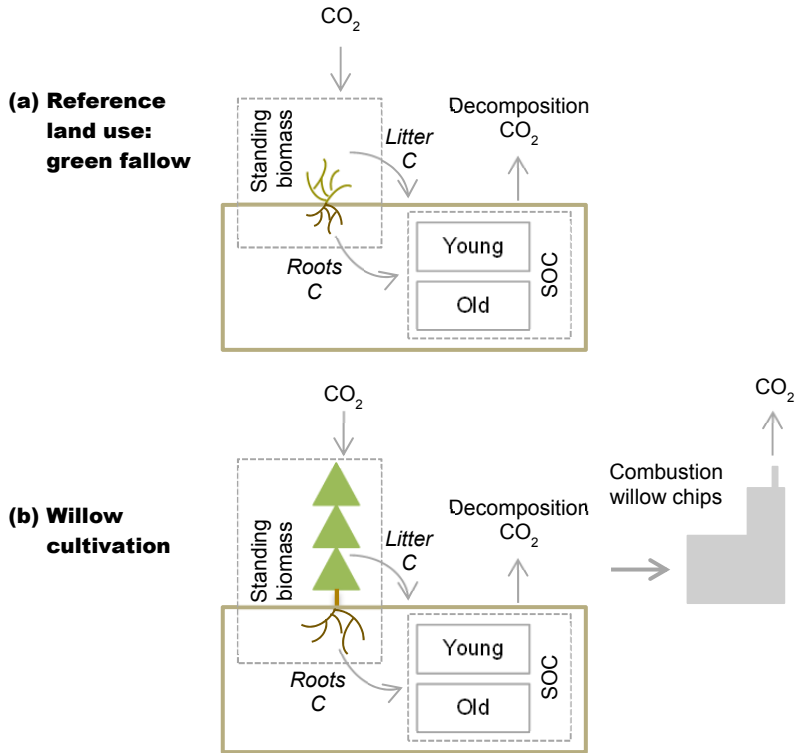 CO₂
(a) Reference
land use:
green fallow
Standing
biomass
Litter
C
Decomposition
CO₂
Roots
C
Young
Old
SOC
CO₂
CO₂
(b) Willow
cultivation
Standing
biomass
Litter
C
Decomposition
CO₂
Combustion
willow chips
Roots
C
Young
Old
SOC